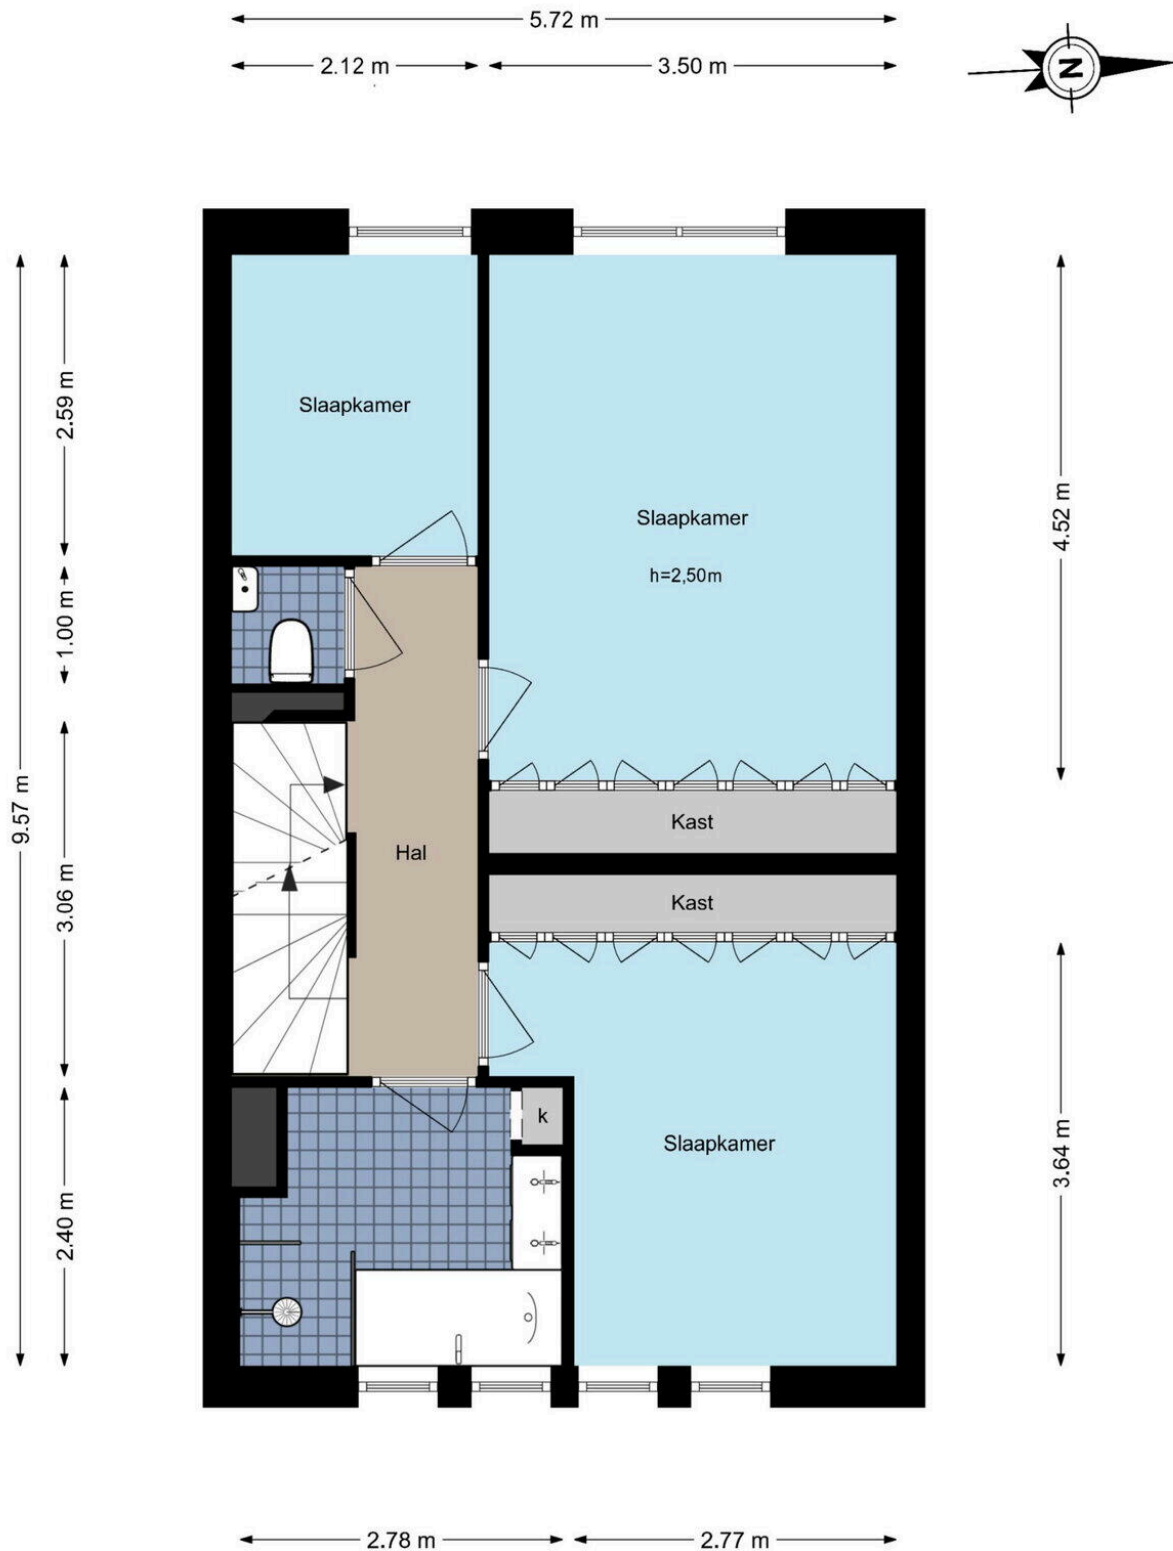 5.72 m
2.12 m
3.50 m
N
Slaapkamer
2.59 m
Slaapkamer
h=2,50m
4.52 m
1.00 m
9.57 m
Kast
Hal
3.06 m
Kast
k
Slaapkamer
3.64 m
2.40 m
2.78 m
2.77 m